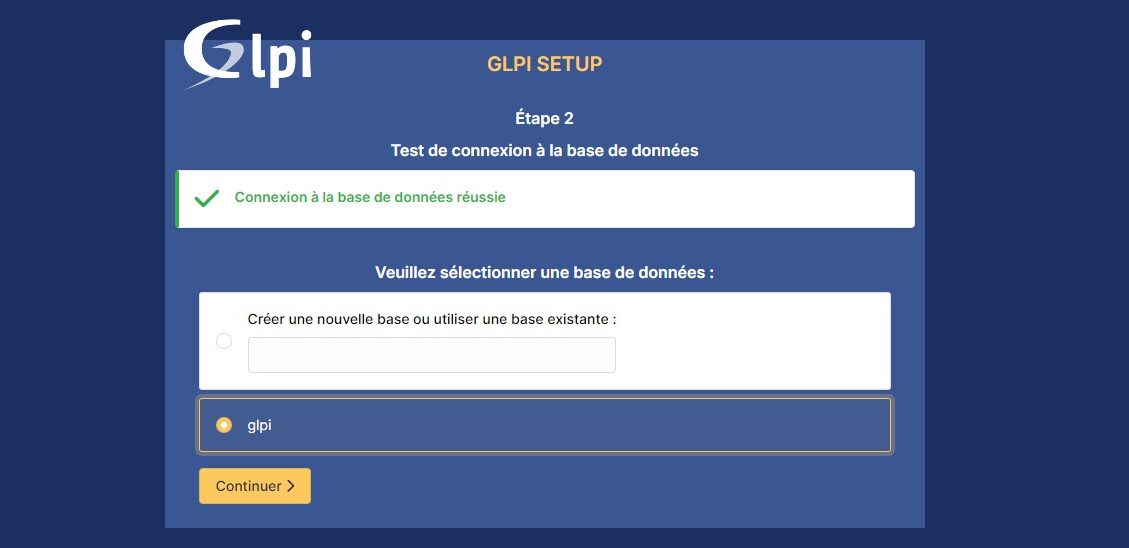 Glpi
GLPI SETUP
Étape 2
Test de connexion à la base de données
Connexion à la base de données réussie
Veuillez sélectionner une base de données :
Créer une nouvelle base ou utiliser une base existante :
glpi
Continuer